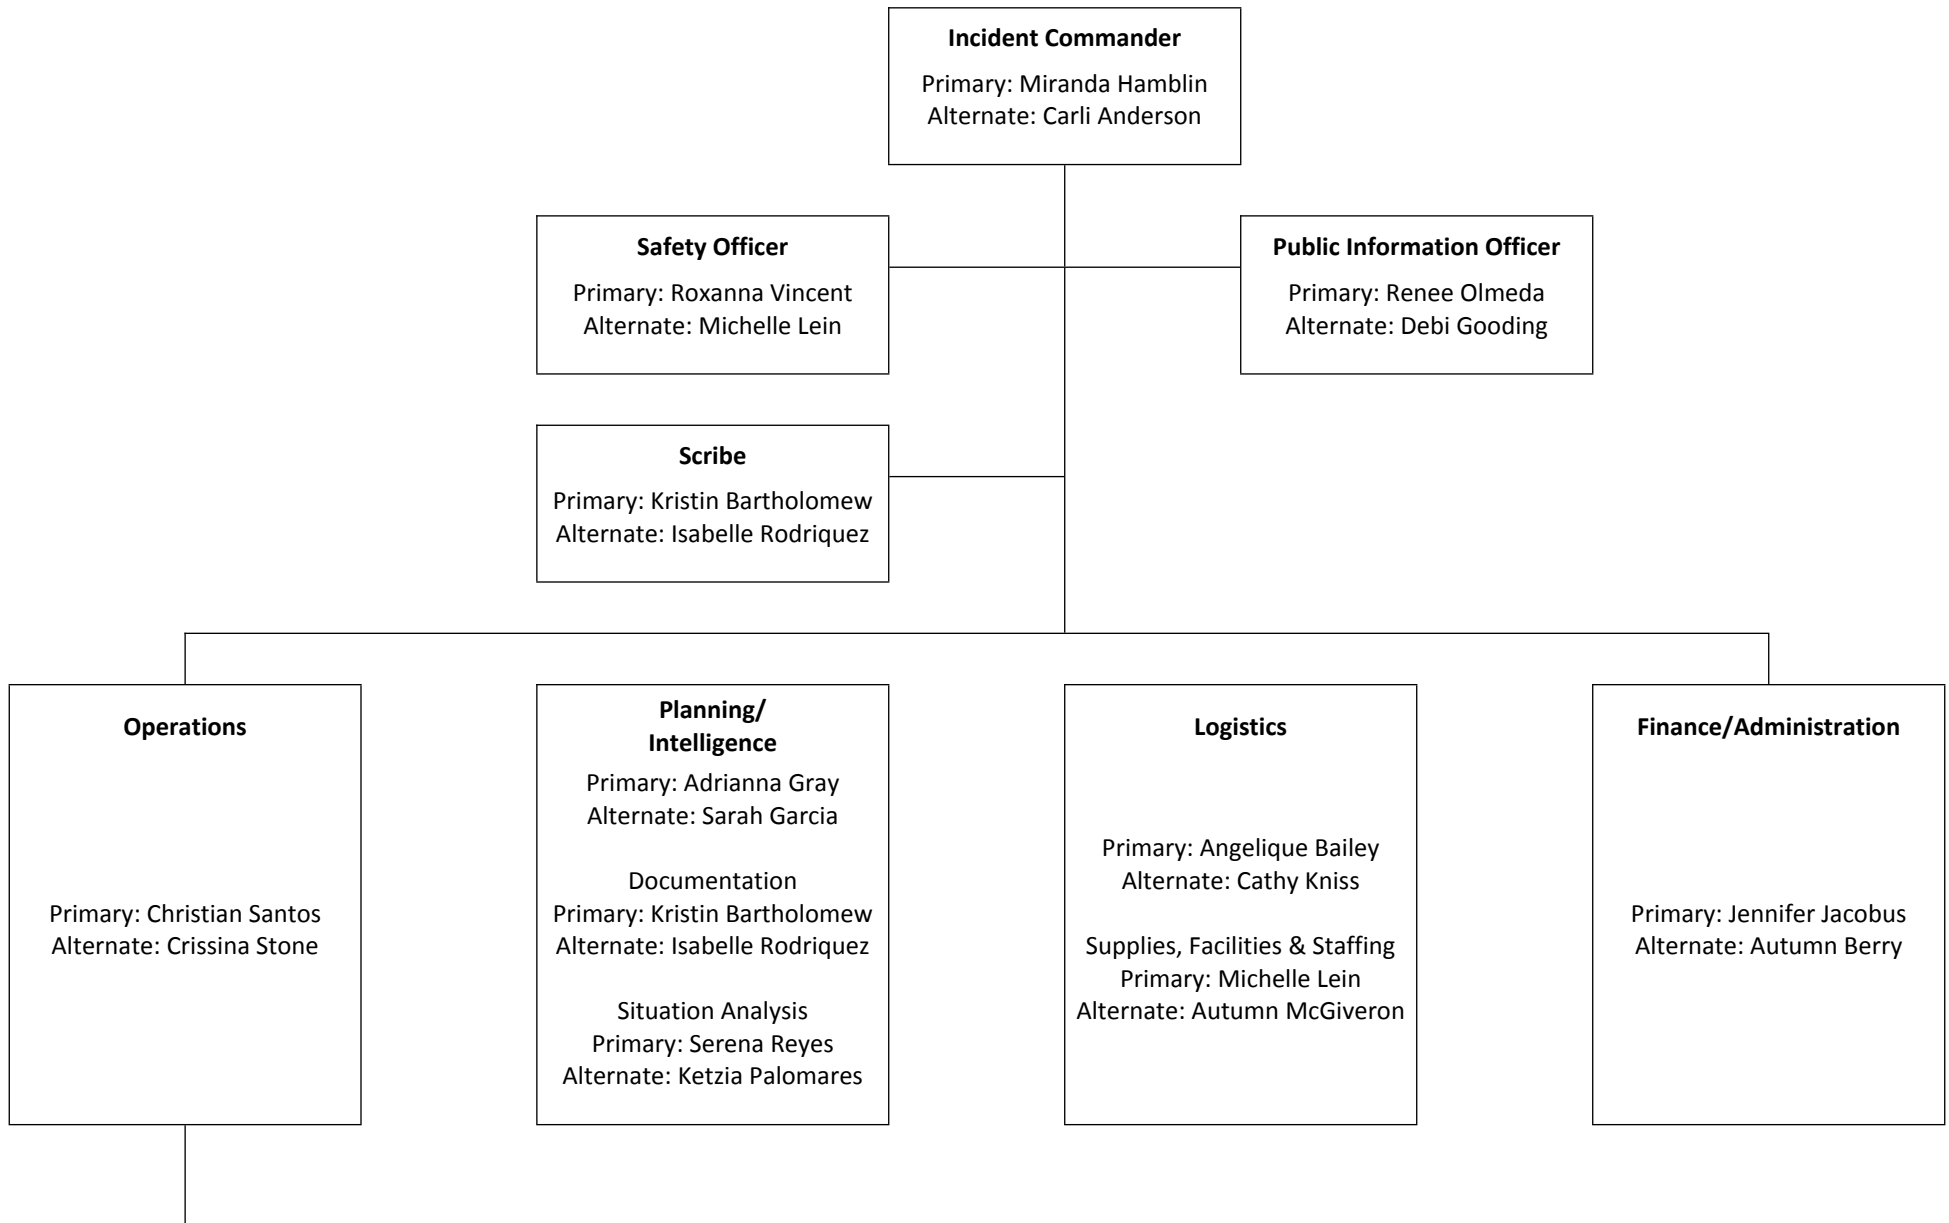 Incident Commander
Primary: Miranda Hamblin
Alternate: Carli Anderson
Safety Officer
Primary: Roxanna Vincent
Alternate: Michelle Lein
Public Information Officer
Primary: Renee Olmeda
Alternate: Debi Gooding
Scribe
Primary: Kristin Bartholomew
Alternate: Isabelle Rodriquez
Operations
Primary: Christian Santos
Alternate: Crissina Stone
Planning/
Intelligence
Primary: Adrianna Gray
Alternate: Sarah Garcia
Documentation
Primary: Kristin Bartholomew
Alternate: Isabelle Rodriquez
Situation Analysis
Primary: Serena Reyes
Alternate: Ketzia Palomares
Logistics
Primary: Angelique Bailey
Alternate: Cathy Kniss
Supplies, Facilities & Staffing
Primary: Michelle Lein
Alternate: Autumn McGiveron
Finance/Administration
Primary: Jennifer Jacobus
Alternate: Autumn Berry